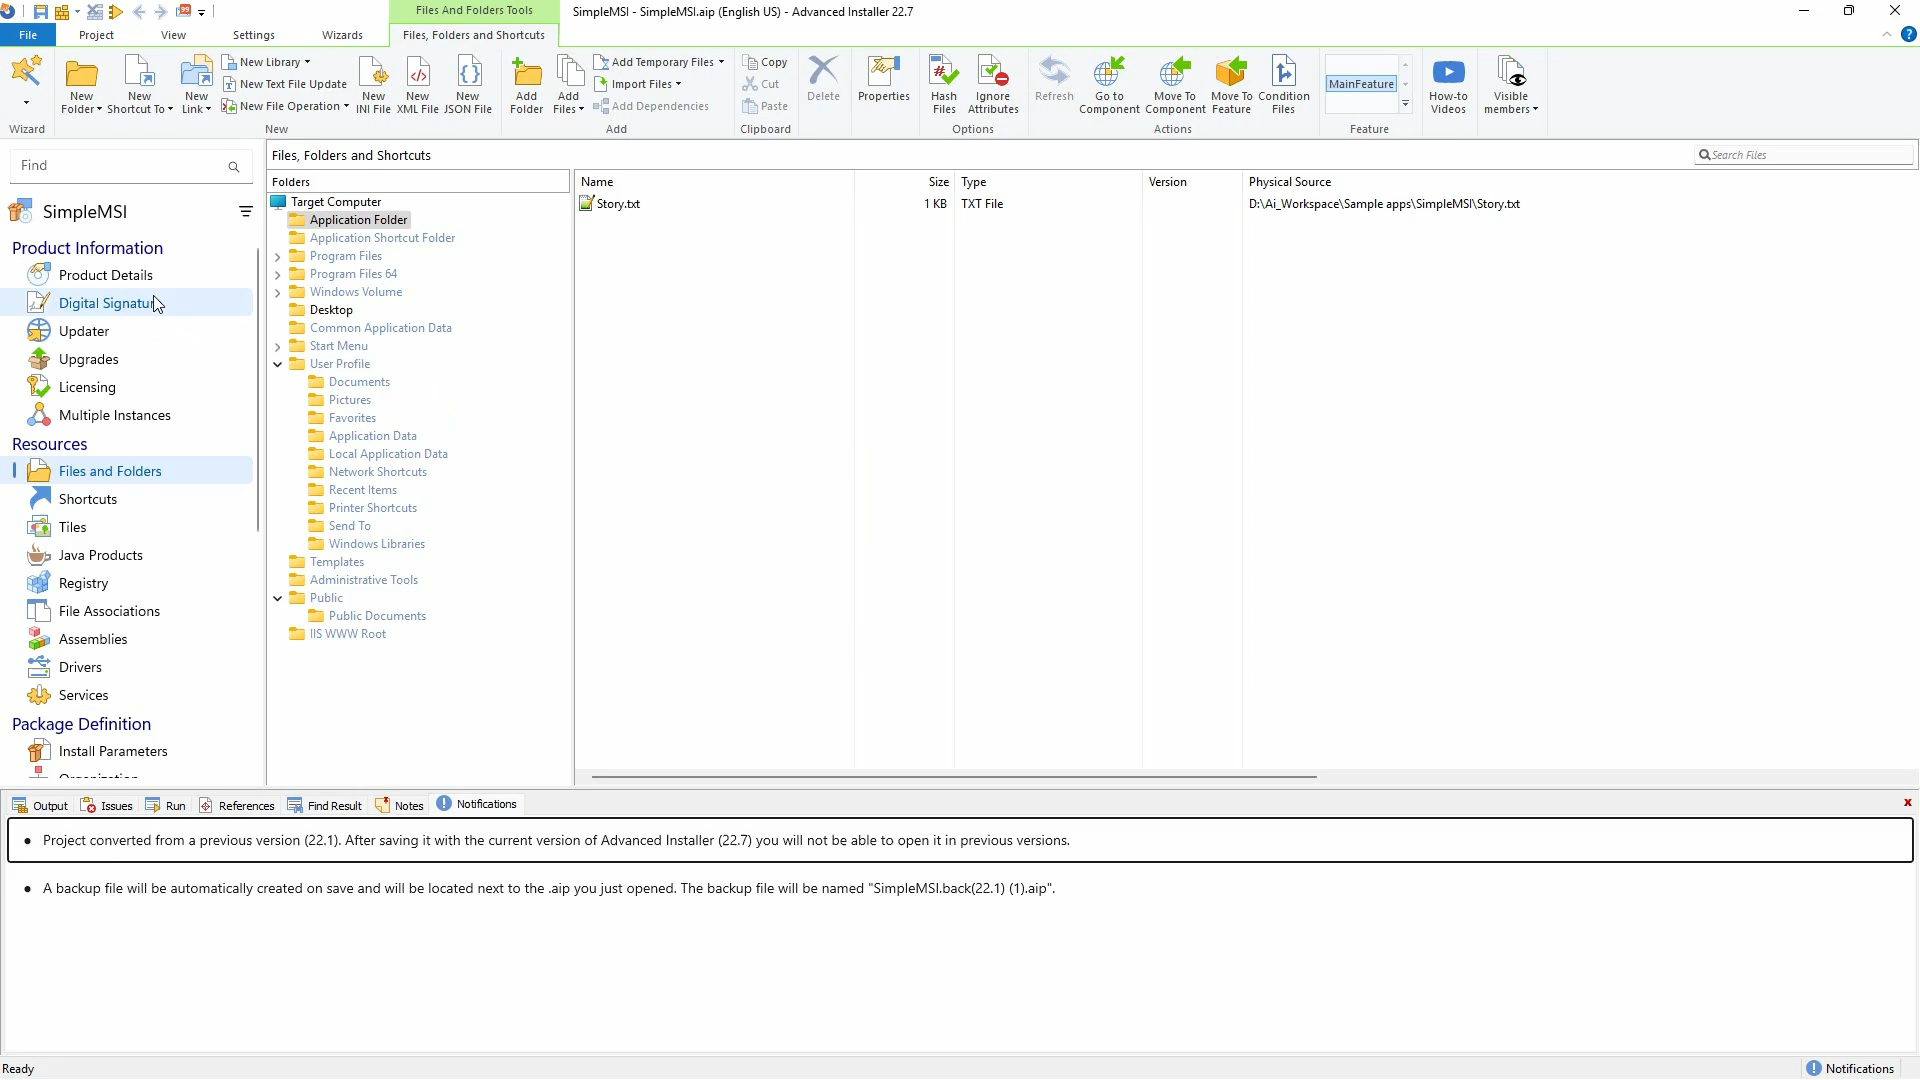 Files And Folders Tools
SimpleMSI - SimpleMSI.aip (English US) - Advanced Installer 22.7
File
Project
View
Settings
Wizards
Files, Folders and Shortcuts
Wizard
New Folder
New Shortcut To
New Link
New Library
New Text File Update
New File Operation
New INI File
New XML File
New JSON File
New
Add Folder
Add Files
Add Temporary Files
Import Files
Add Dependencies
Add
Copy
Cut
Paste
Clipboard
Delete
Properties
Hash Files
Ignore Attributes
Options
Refresh
Go to Component
Move To Component
Move To Feature
Condition Files
Actions
MainFeature
Feature
How-to Videos
Visible members
Find
SimpleMSI
Product Information
Product Details
Digital Signatur
Updater
Upgrades
Licensing
Multiple Instances
Resources
Files and Folders
Shortcuts
Tiles
Java Products
Registry
File Associations
Assemblies
Drivers
Services
Package Definition
Install Parameters
Files, Folders and Shortcuts
Search Files
Folders
Target Computer
Application Folder
Application Shortcut Folder
Program Files
Program Files 64
Windows Volume
Desktop
Common Application Data
Start Menu
User Profile
Documents
Pictures
Favorites
Application Data
Local Application Data
Network Shortcuts
Recent Items
Printer Shortcuts
Send To
Windows Libraries
Templates
Administrative Tools
Public
Public Documents
IIS WWW Root
Name Size Type Version Physical Source
Story.txt 1 KB TXT File D:\Ai_Workspace\Sample apps\SimpleMSI\Story.txt
Output Issues Run References Find Result Notes Notifications
• Project converted from a previous version (22.1). After saving it with the current version of Advanced Installer (22.7) you will not be able to open it in previous versions.
• A backup file will be automatically created on save and will be located next to the .aip you just opened. The backup file will be named "SimpleMSI.back(22.1) (1).aip".
Ready
Notifications